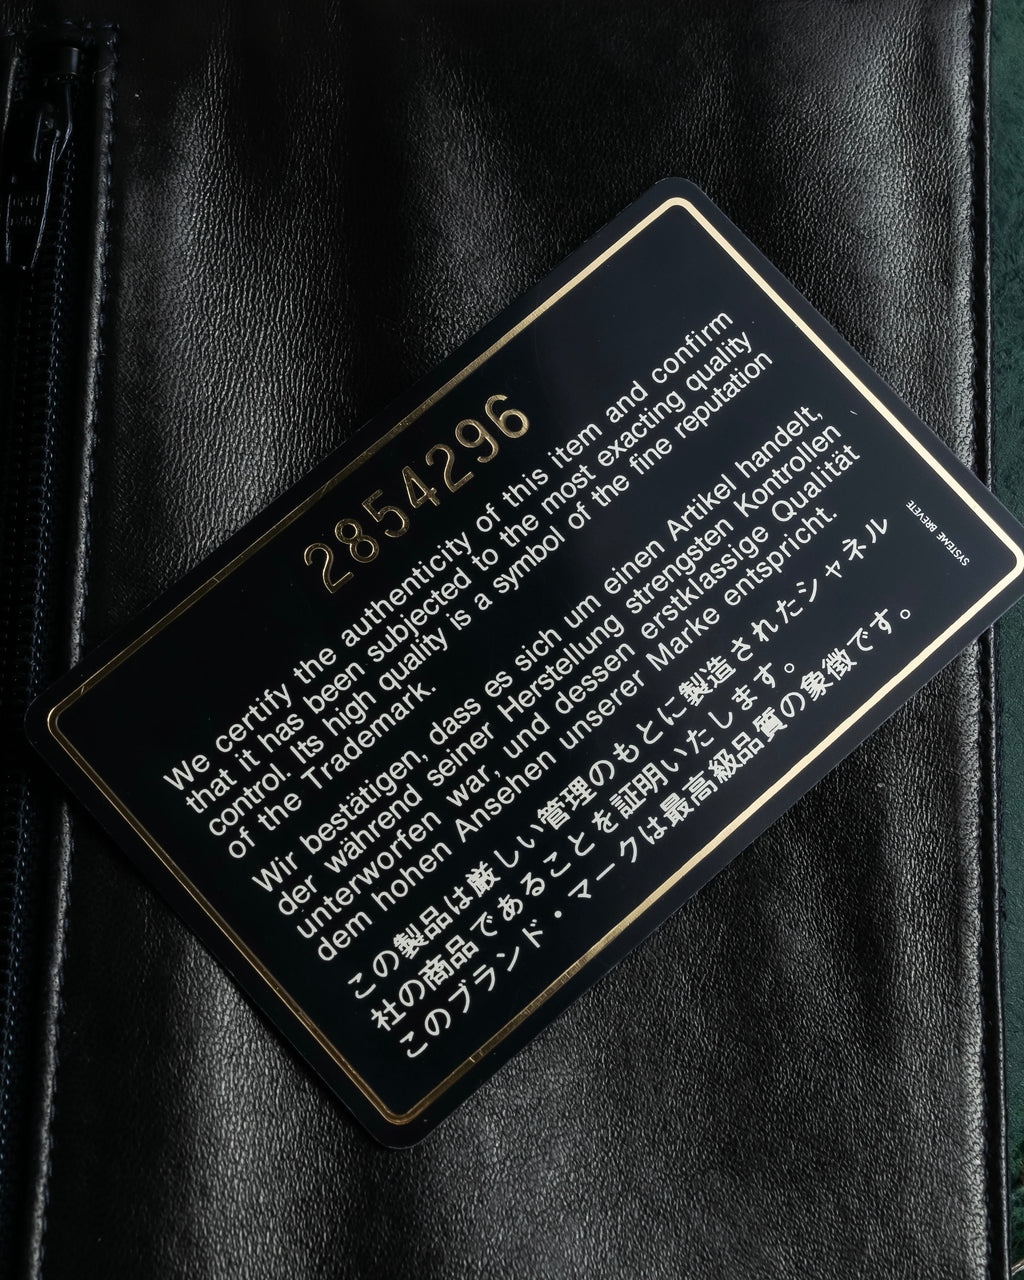 2854296
We certify the authenticity of this item and confirm
that it has been subjected to the most exacting quality
control. Its high quality is a symbol of the fine reputation
of the Trademark.
Wir bestätigen, dass es sich um einen Artikel handelt,
der während seiner Herstellung strengsten Kontrollen
unterworfen war, und dessen erstklassige Qualität
dem hohen Ansehen unserer Marke entspricht.
この製品は厳しい管理のもとに製造されたシャネル
社の商品であることを証明いたします。
このブランド・マークは最高級品質の象徴です。
SYSTEME BREVETE